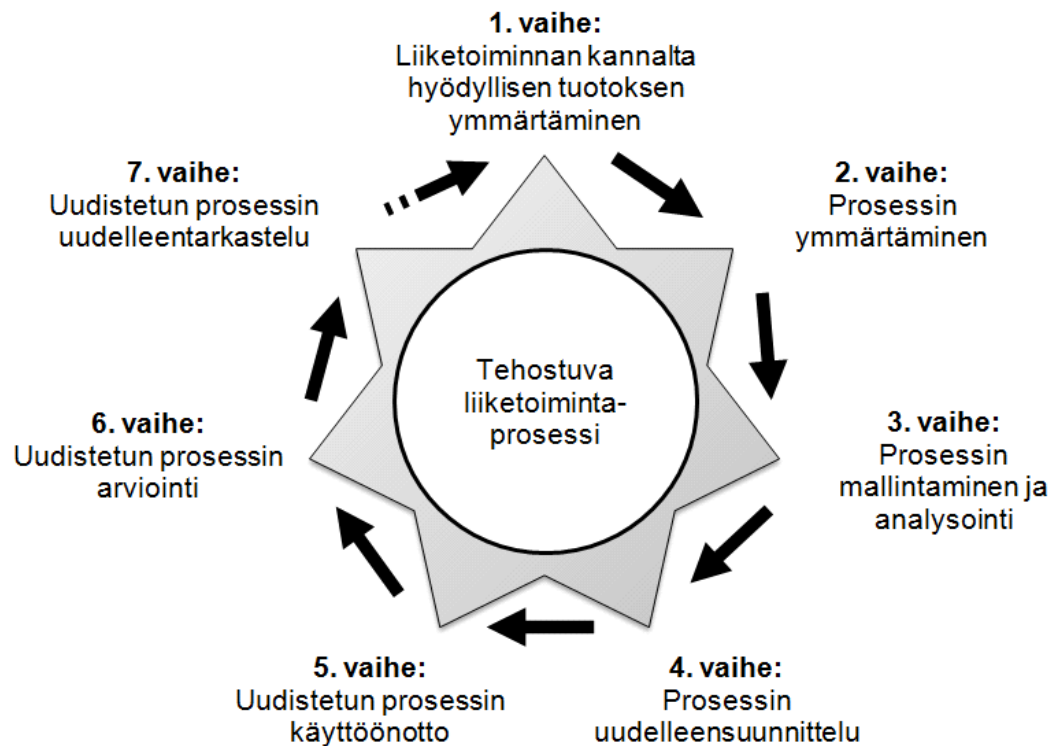 1. vaihe:
Liiketoiminnan kannalta
hyödyllisen tuotoksen
ymmärtäminen
2. vaihe:
Prosessin
ymmärtäminen
3. vaihe:
Prosessin
mallintaminen ja
analysointi
4. vaihe:
Prosessin
uudelleensuunnittelu
5. vaihe:
Uudistetun prosessin
käyttöönotto
6. vaihe:
Uudistetun prosessin
arviointi
7. vaihe:
Uudistetun prosessin
uudelleentarkastelu
Tehostuva
liiketoiminta-
prosessi